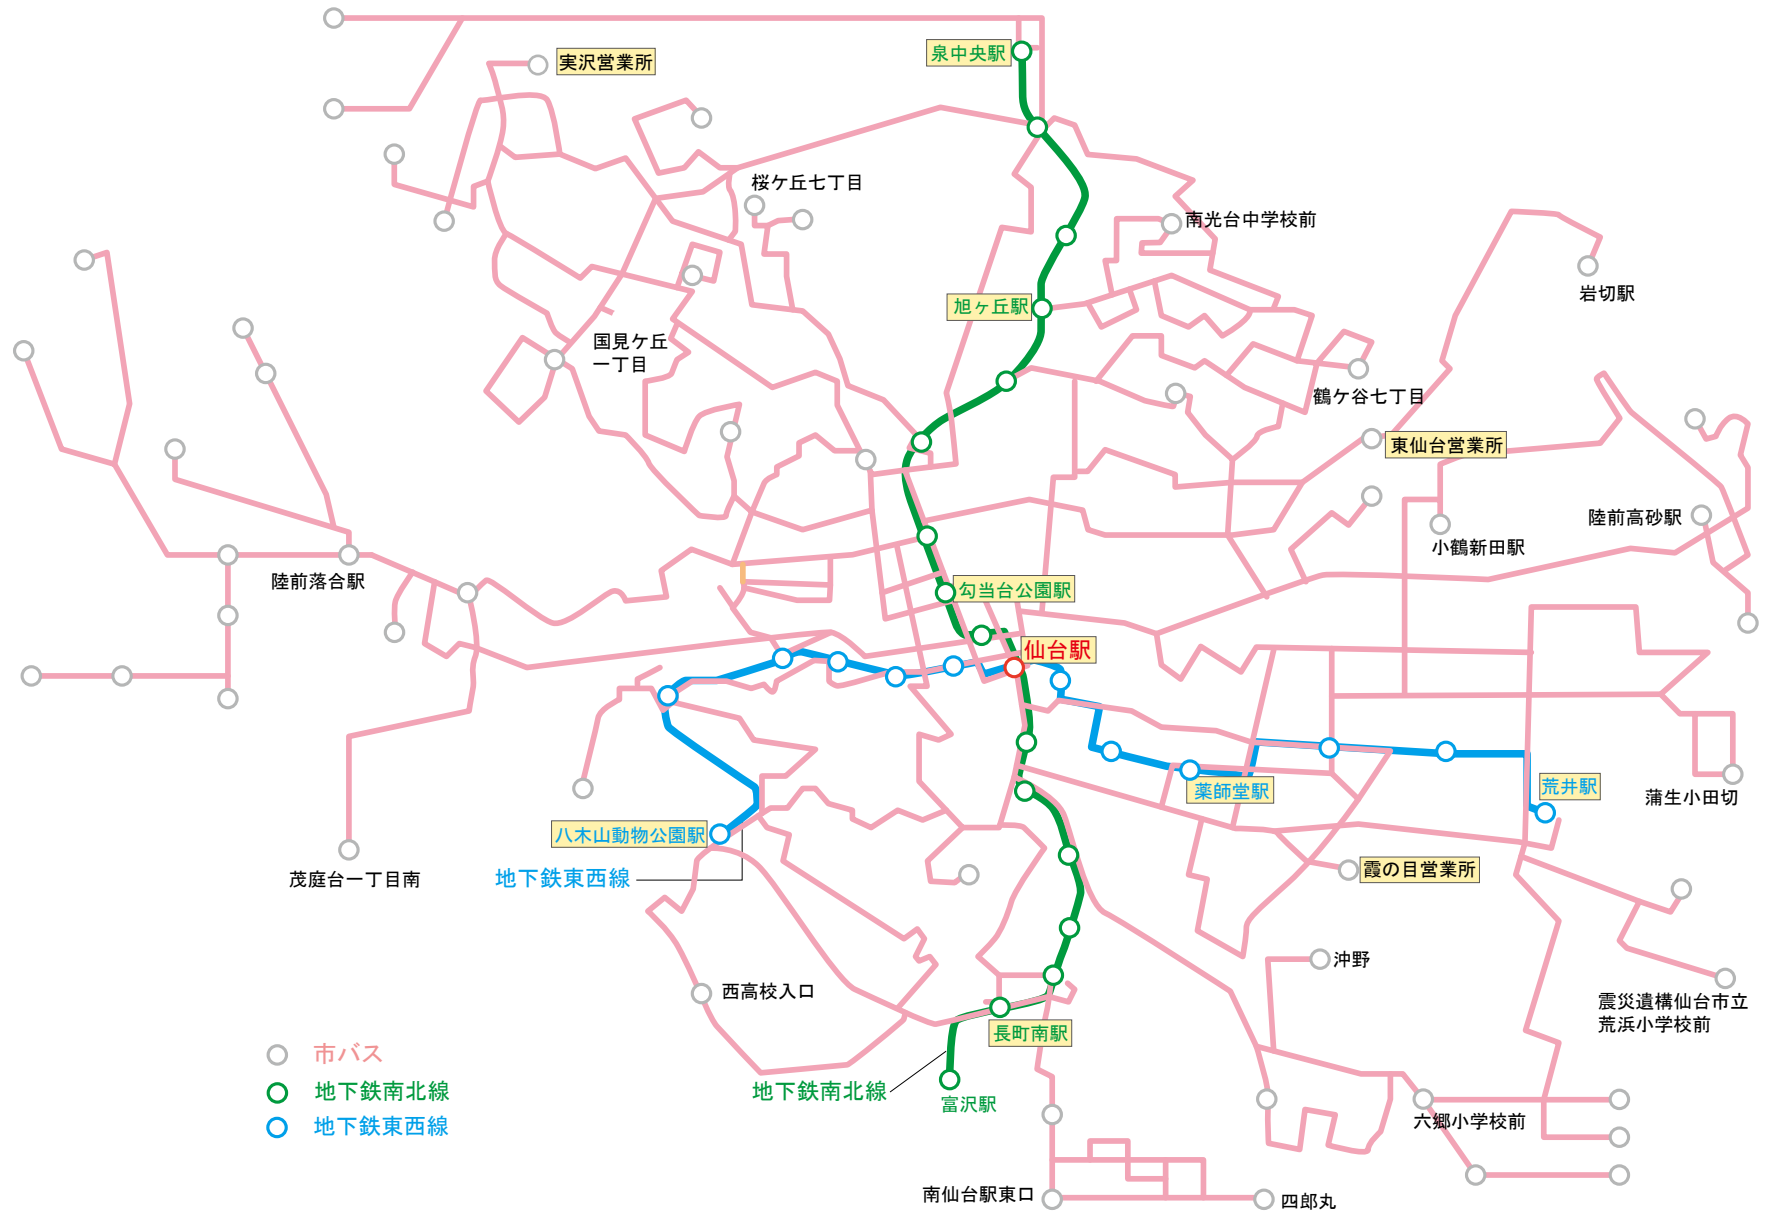 泉中央駅
実沢営業所
桜ケ丘七丁目
南光台中学校前
岩切駅
旭ヶ丘駅
国見ケ丘
一丁目
鶴ケ谷七丁目
東仙台営業所
陸前高砂駅
小鶴新田駅
陸前落合駅
勾当台公園駅
仙台駅
薬師堂駅
荒井駅
蒲生小田切
八木山動物公園駅
茂庭台一丁目南
地下鉄東西線
霞の目営業所
沖野
西高校入口
震災遺構仙台市立
荒浜小学校前
長町南駅
市バス
地下鉄南北線
地下鉄東西線
地下鉄南北線
富沢駅
六郷小学校前
南仙台駅東口
四郎丸